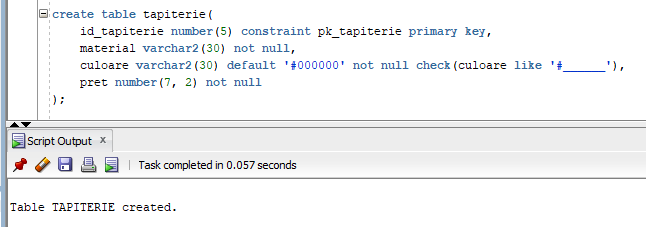 create table tapiterie(
id_tapiterie number(5) constraint pk_tapiterie primary key,
material varchar2(30) not null,
culoare varchar2(30) default '#000000' not null check(culoare like '#______'),
pret number(7, 2) not null
);
Script Output x
Task completed in 0.057 seconds
Table TAPITERIE created.